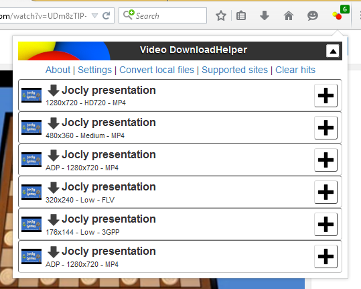 om/watch?v=UDm8zTlP-
Search
6
Video DownloadHelper
About | Settings | Convert local files | Supported sites | Clear hits
Jocly presentation
1280x720 - HD720 - MP4
Jocly presentation
480x360 - Medium - MP4
Jocly presentation
ADP - 1280x720 - MP4
Jocly presentation
320x240 - Low - FLV
Jocly presentation
176x144 - Low - 3GPP
Jocly presentation
ADP - 1280x720 - MP4